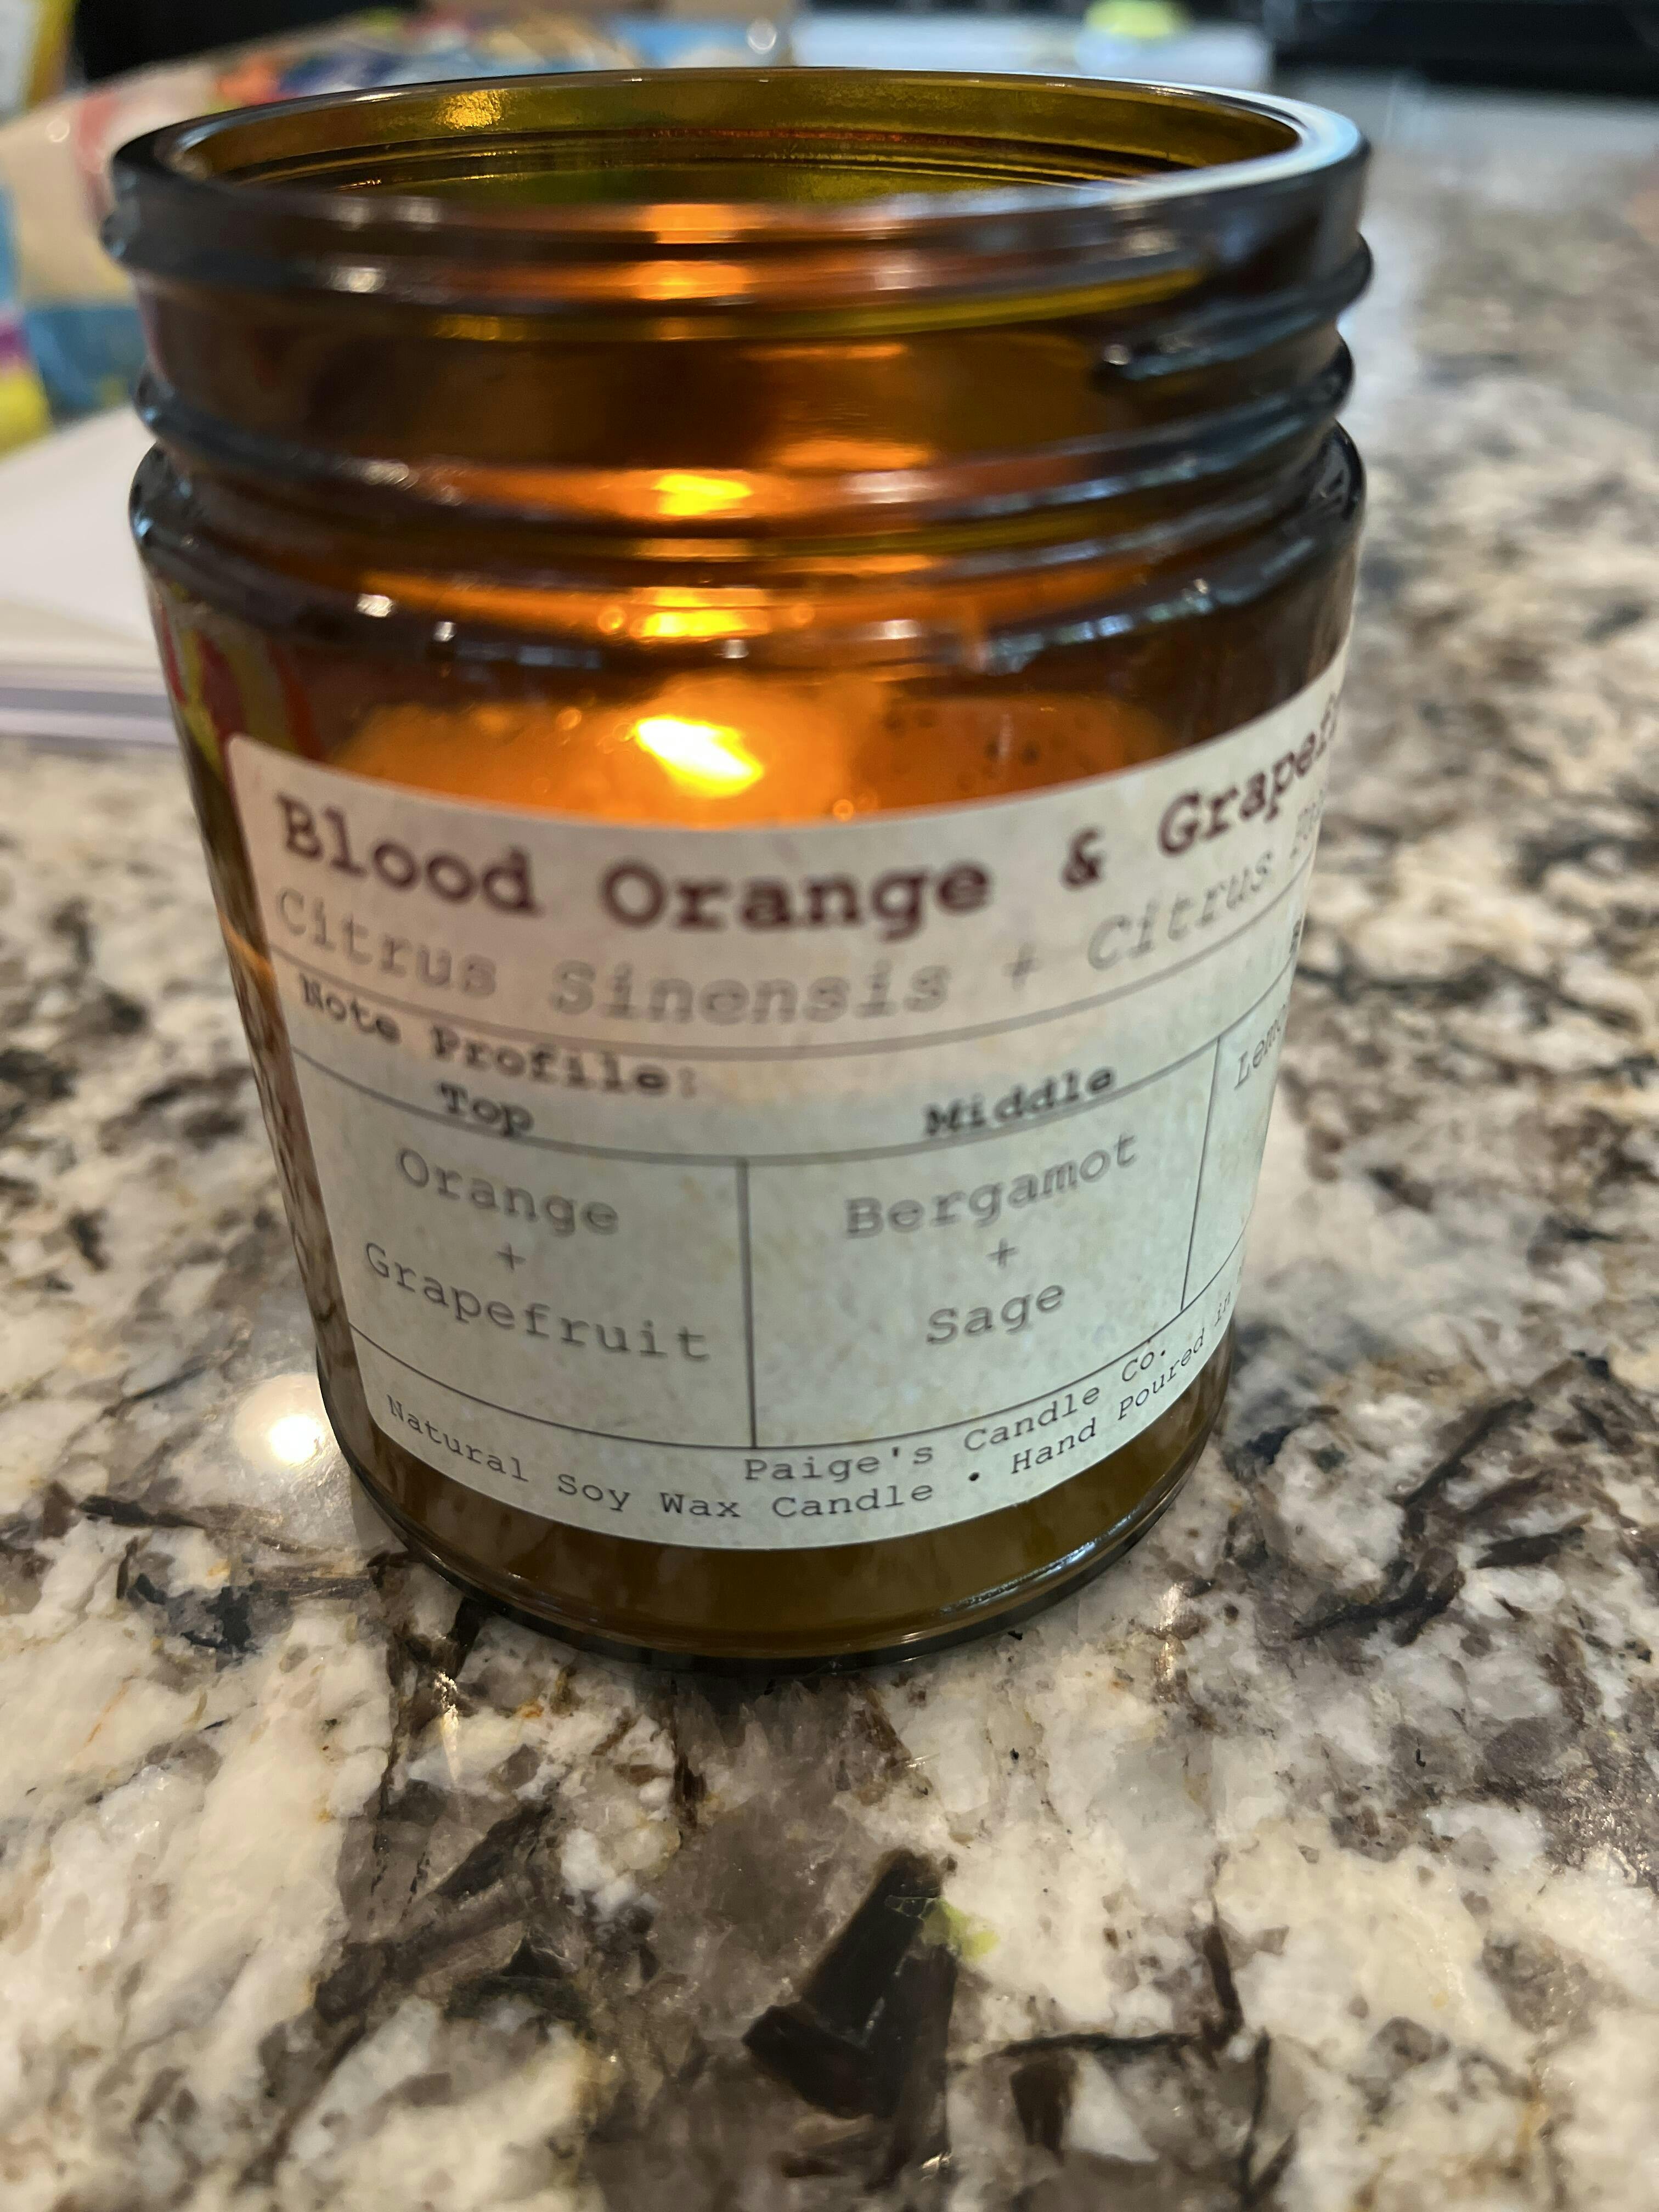 Blood Orange & Grapef
Citrus Sinensis + Citrus
Note Profile:
Top Middle
Orange
+
Grapefruit
Bergamot
+
Sage
Paige's Candle Co.
Natural Soy Wax Candle • Hand Poured in